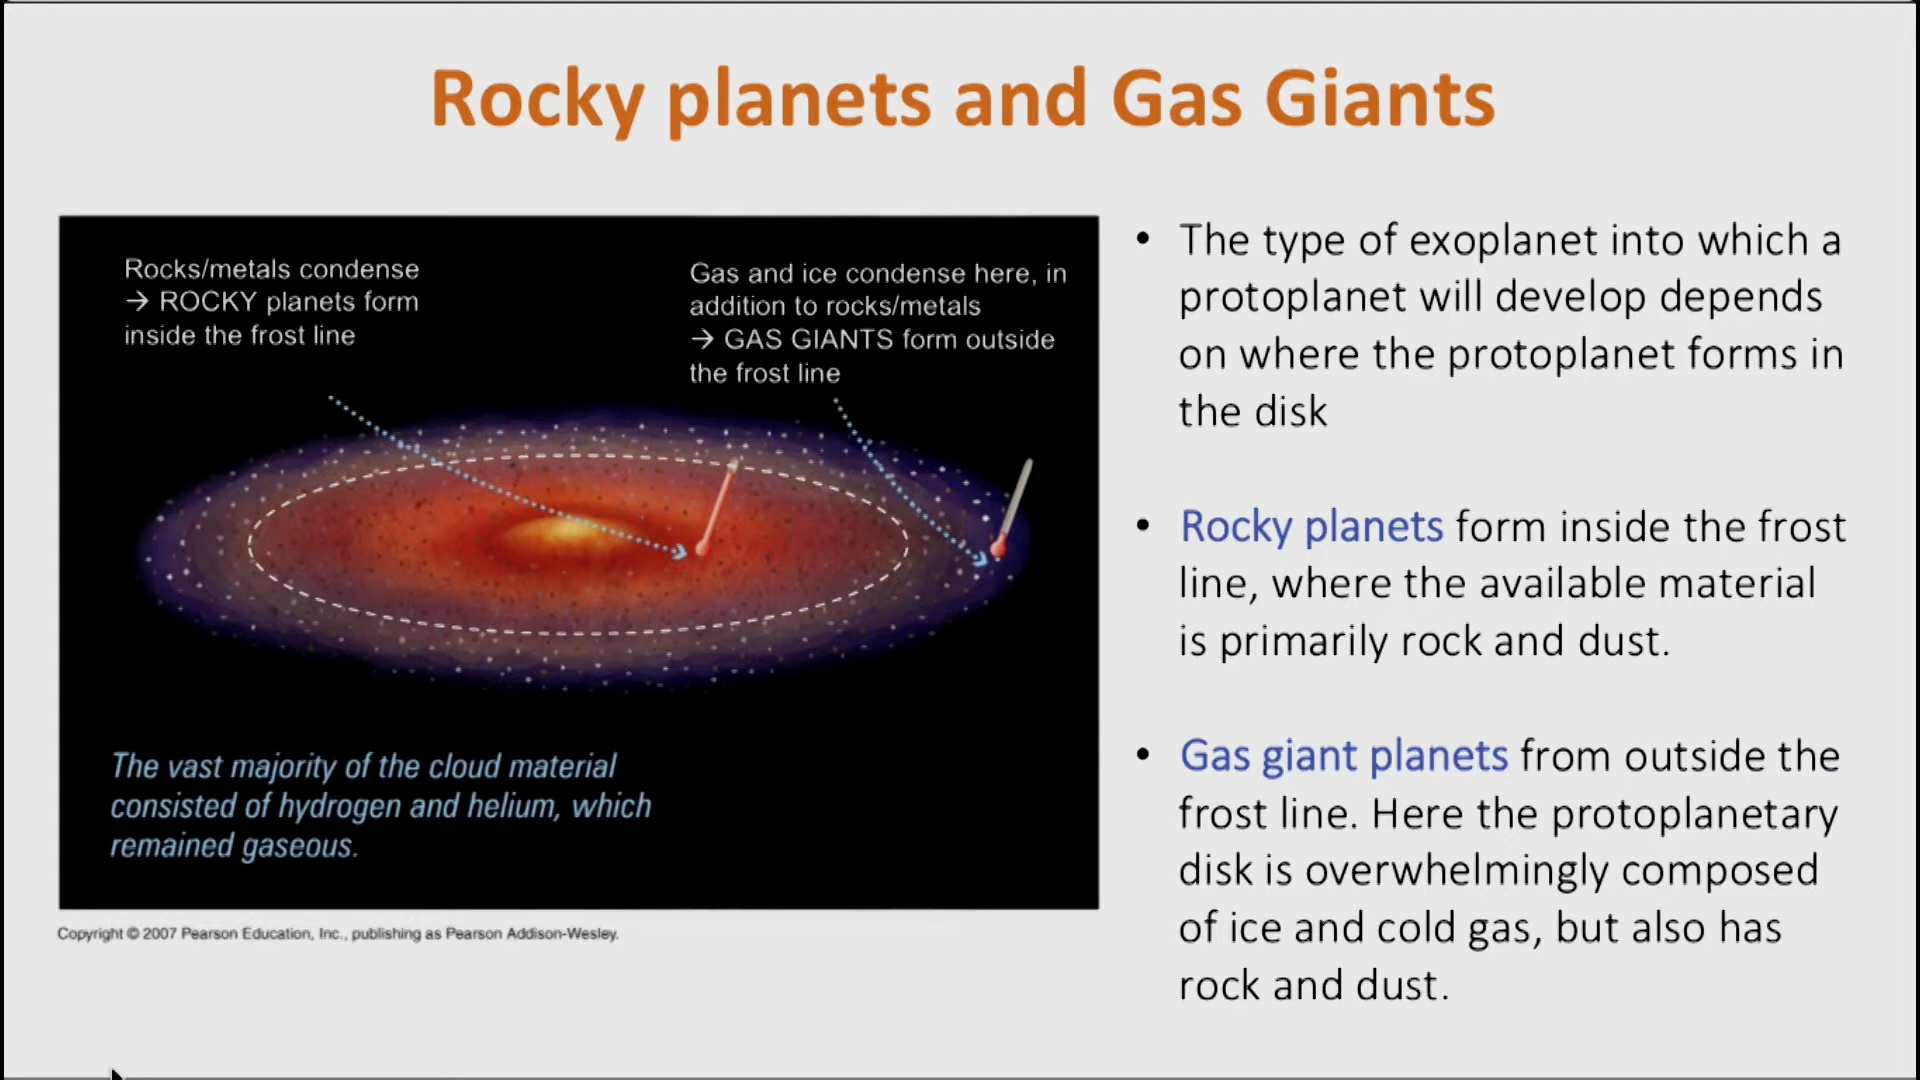 Rocky planets and Gas Giants
Rocks/metals condense
→ ROCKY planets form
inside the frost line
Gas and ice condense here, in
addition to rocks/metals
→ GAS GIANTS form outside
the frost line
The vast majority of the cloud material
consisted of hydrogen and helium, which
remained gaseous.
Copyright © 2007 Pearson Education, Inc., publishing as Pearson Addison-Wesley.
• The type of exoplanet into which a
protoplanet will develop depends
on where the protoplanet forms in
the disk
• Rocky planets form inside the frost
line, where the available material
is primarily rock and dust.
• Gas giant planets from outside the
frost line. Here the protoplanetary
disk is overwhelmingly composed
of ice and cold gas, but also has
rock and dust.